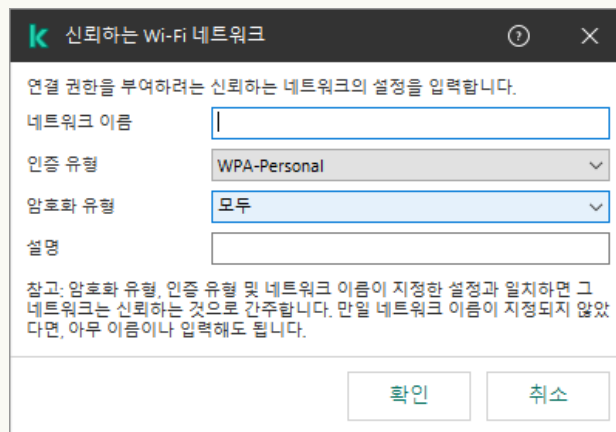 k 신뢰하는 Wi-Fi 네트워크
연결 권한을 부여하려는 신뢰하는 네트워크의 설정을 입력합니다.
네트워크 이름
인증 유형 WPA-Personal
암호화 유형 모두
설명
참고: 암호화 유형, 인증 유형 및 네트워크 이름이 지정한 설정과 일치하면 그
네트워크는 신뢰하는 것으로 간주합니다. 만일 네트워크 이름이 지정되지 않았
다면, 아무 이름이나 입력해도 됩니다.
확인 취소